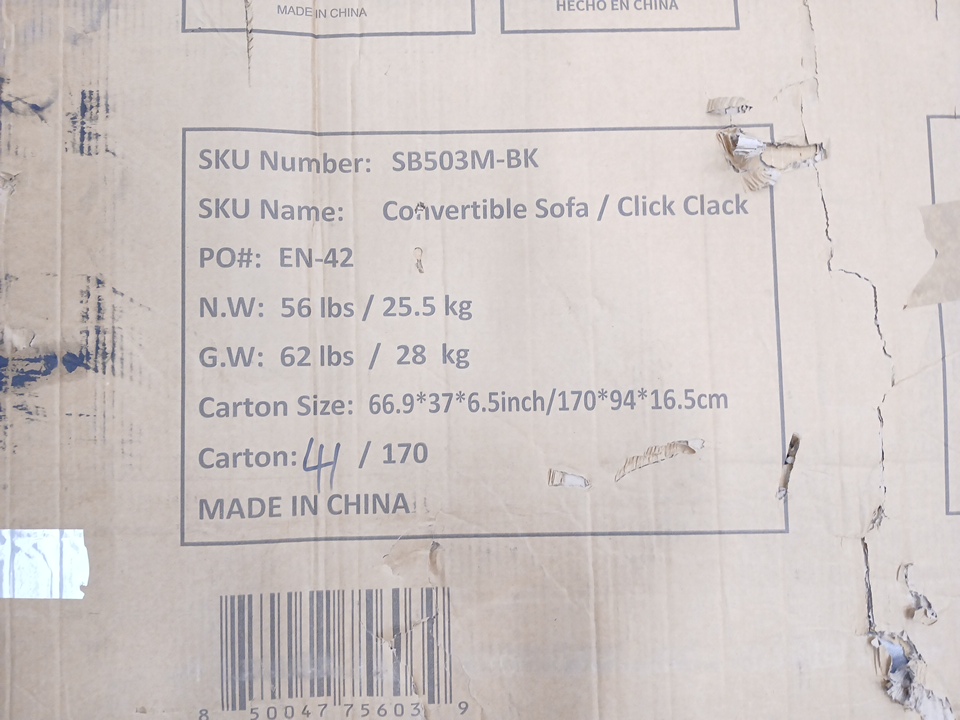 MADE IN CHINA
HECHO EN CHINA
SKU Number: SB503M-BK
SKU Name: Convertible Sofa / Click Clack
PO#: EN-42
N.W: 56 lbs / 25.5 kg
G.W: 62 lbs / 28 kg
Carton Size: 66.9*37*6.5inch/170*94*16.5cm
Carton: 41 / 170
MADE IN CHINA
8 50047 75603 9